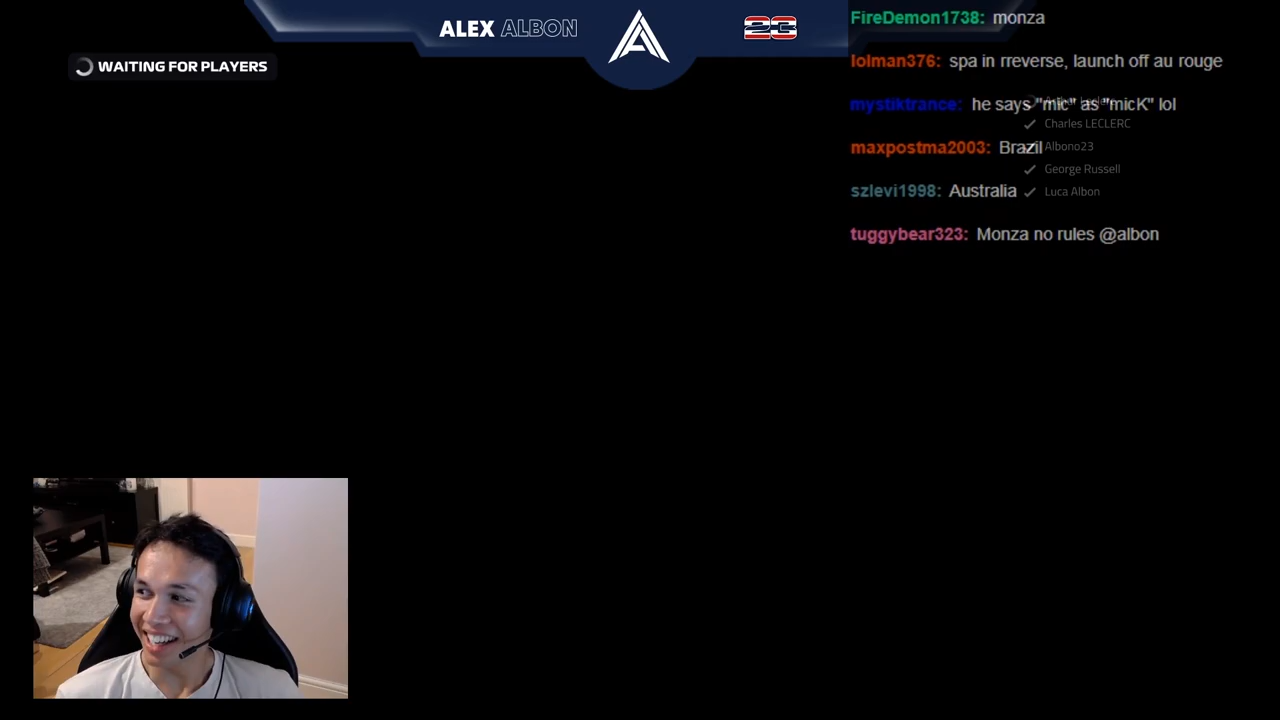 ALEX ALBON
23
WAITING FOR PLAYERS
FireDemon1738: monza
lolman376: spa in rreverse, launch off au rouge
mystiktrance: he says "mic" as "micK" lol
Charles LECLERC
maxpostma2003: Brazil
Albono23
George Russell
szlevi1998: Australia
Luca Albon
tuggybear323: Monza no rules @albon